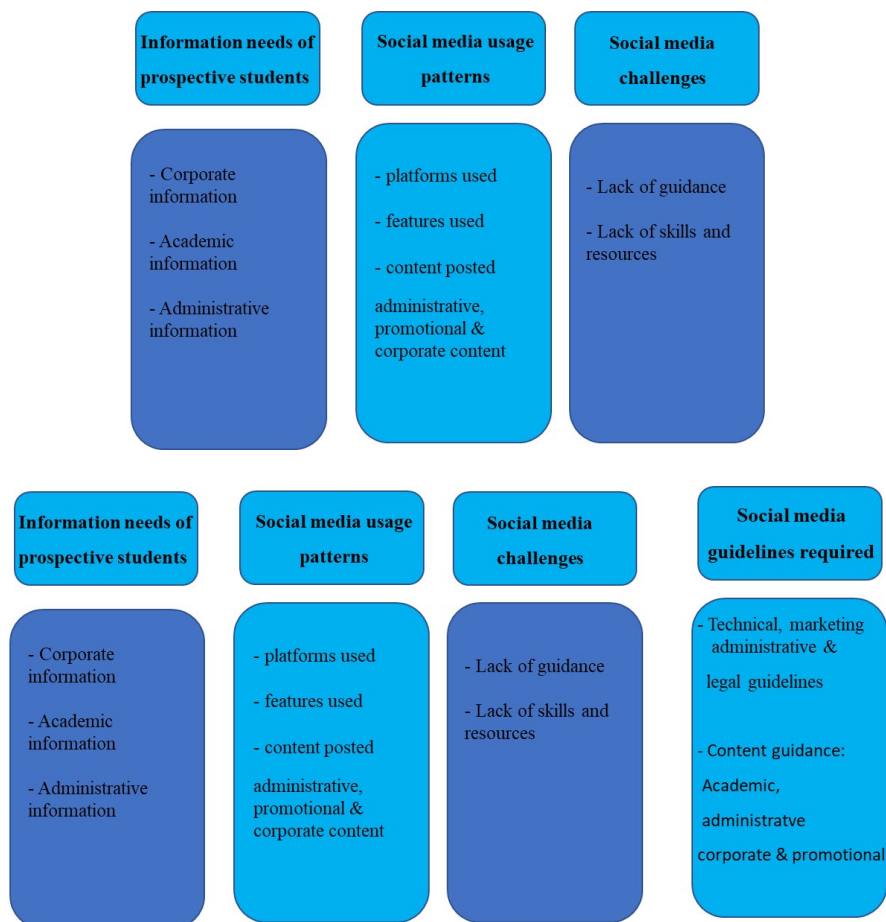 Information needs of
prospective students
Social media usage
patterns
Social media
challenges
- Corporate
information
- Academic
information
- Administrative
information
- platforms used
- features used
- content posted
administrative,
promotional &
corporate content
- Lack of guidance
- Lack of skills and
resources
Information needs of
prospective students
Social media usage
patterns
Social media
challenges
Social media
guidelines required
- Corporate
information
- Academic
information
- Administrative
information
- platforms used
- features used
- content posted
administrative,
promotional &
corporate content
- Lack of guidance
- Lack of skills and
resources
- Technical, marketing
administrative &
legal guidelines
- Content guidance:
Academic,
administratve
corporate & promotional